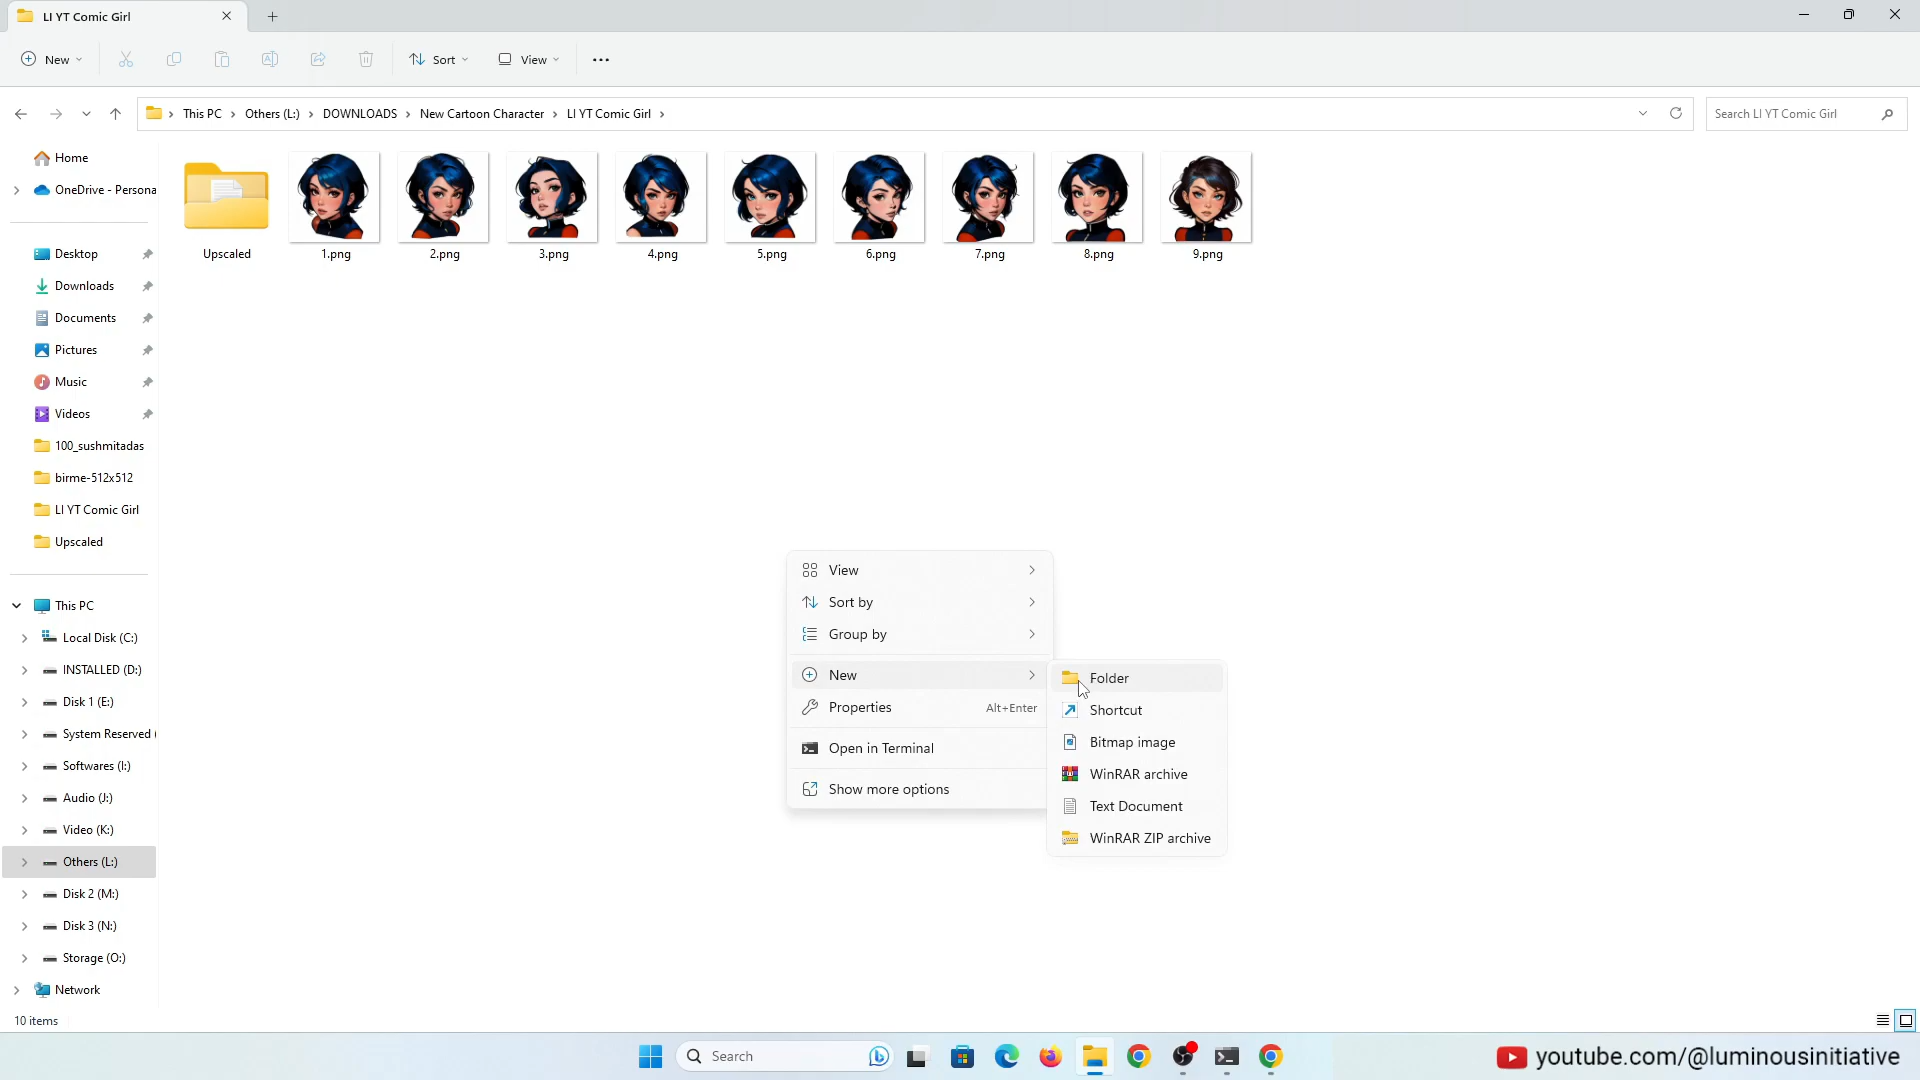 LI YT Comic Girl
New
Sort
View
This PC
Others (L:)
DOWNLOADS
New Cartoon Character
LI YT Comic Girl
Search LI YT Comic Girl
Home
OneDrive - Persona
Desktop
Downloads
Documents
Pictures
Music
Videos
100_sushmitadas
birme-512x512
LI YT Comic Girl
Upscaled
This PC
Local Disk (C:)
INSTALLED (D:)
Disk 1 (E:)
System Reserved (
Softwares (I:)
Audio (J:)
Video (K:)
Others (L:)
Disk 2 (M:)
Disk 3 (N:)
Storage (O:)
Network
Upscaled
1.png
2.png
3.png
4.png
5.png
6.png
7.png
8.png
9.png
View
Sort by
Group by
New
Properties Alt+Enter
Open in Terminal
Show more options
Folder
Shortcut
Bitmap image
WinRAR archive
Text Document
WinRAR ZIP archive
10 items
Search
youtube.com/@luminousinitiative